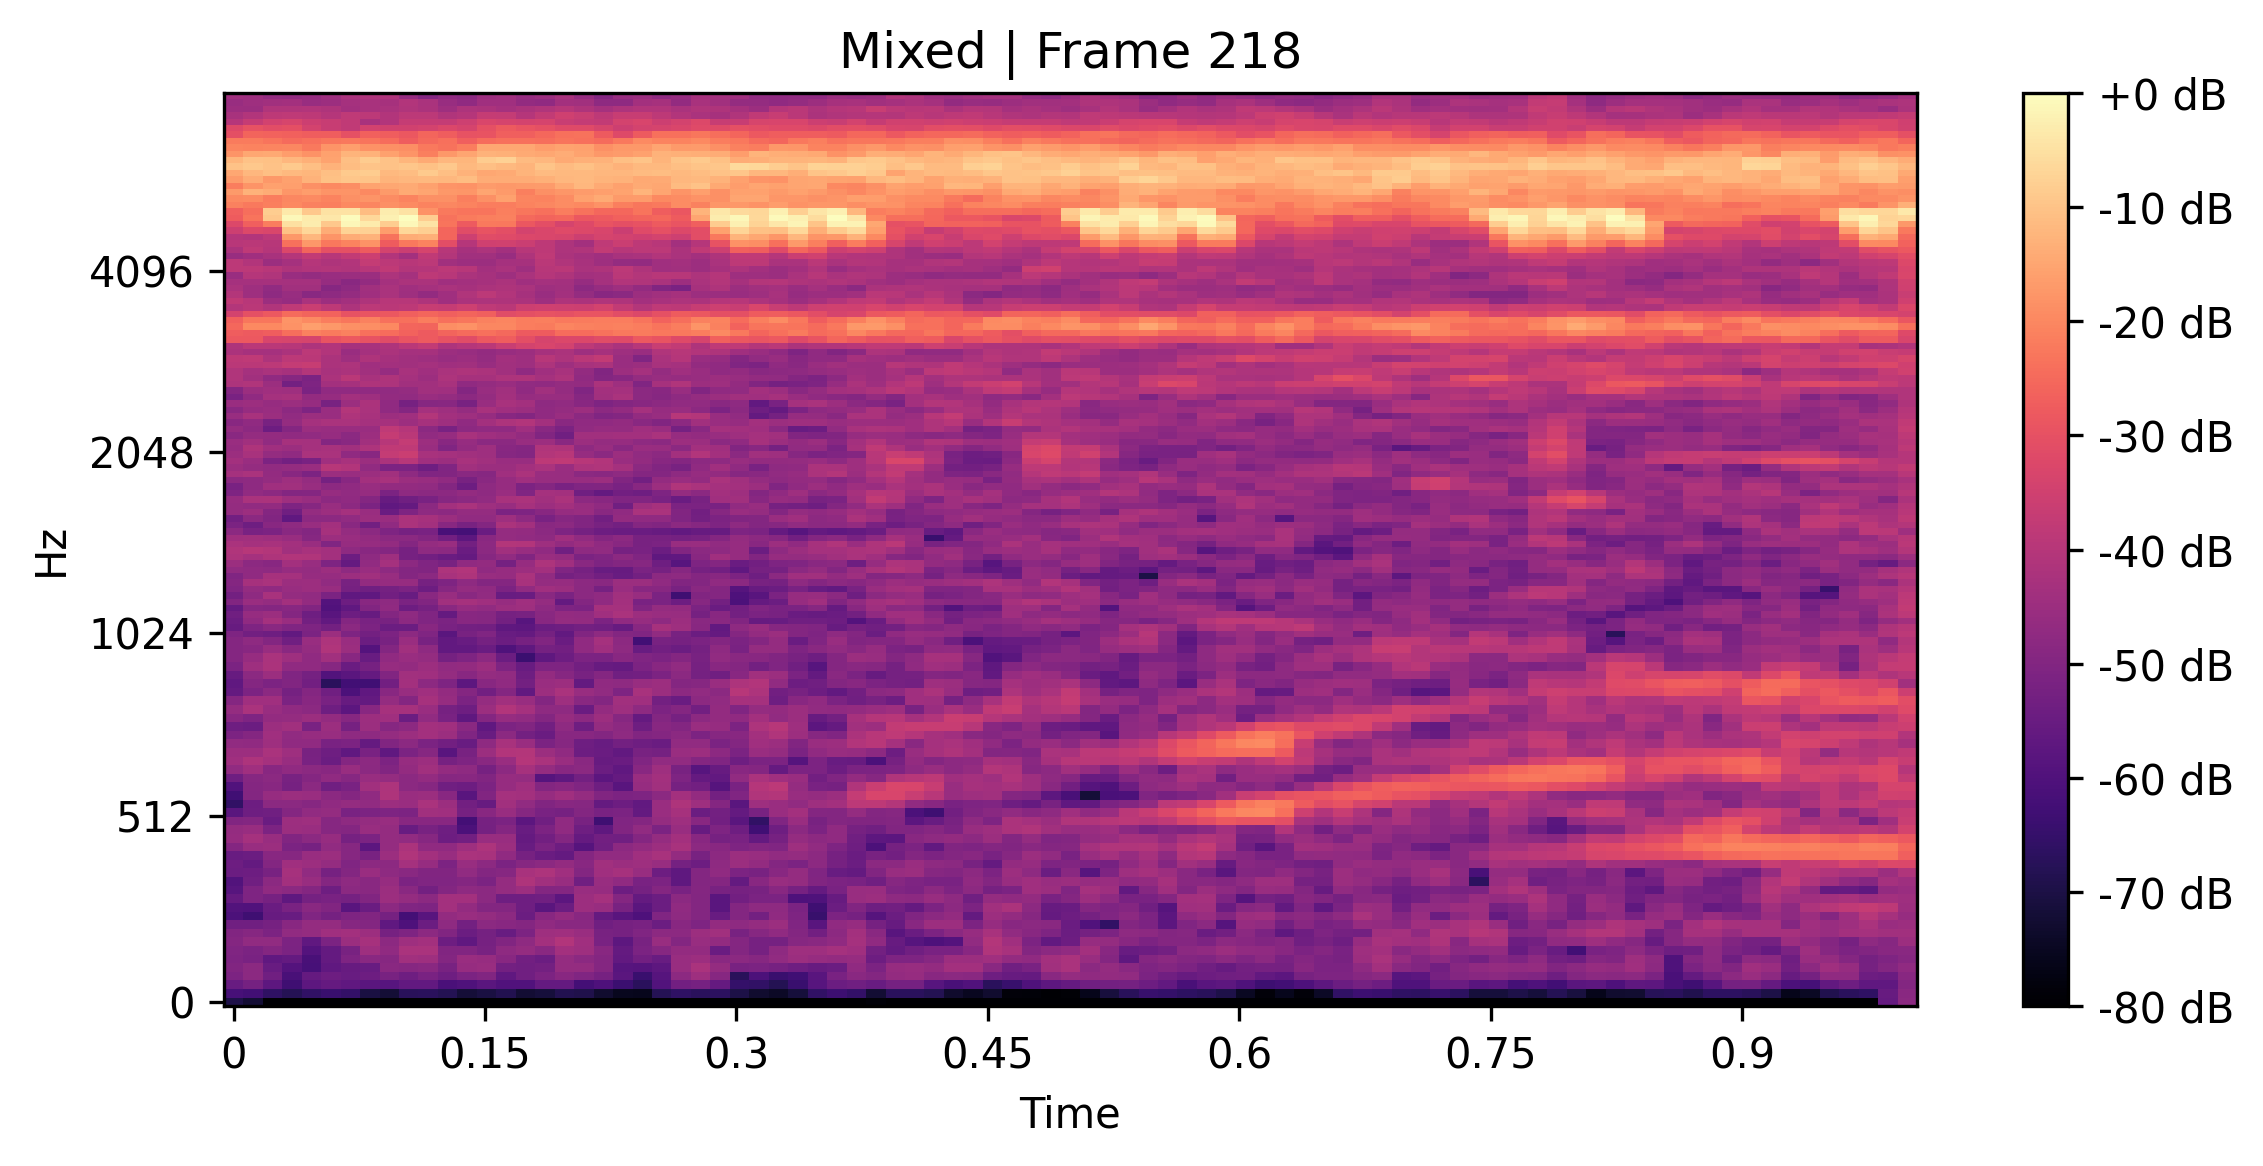 Mixed | Frame 218
Hz
4096
2048
1024
512
0
0 0.15 0.3 0.45 0.6 0.75 0.9
Time
+0 dB
-10 dB
-20 dB
-30 dB
-40 dB
-50 dB
-60 dB
-70 dB
-80 dB